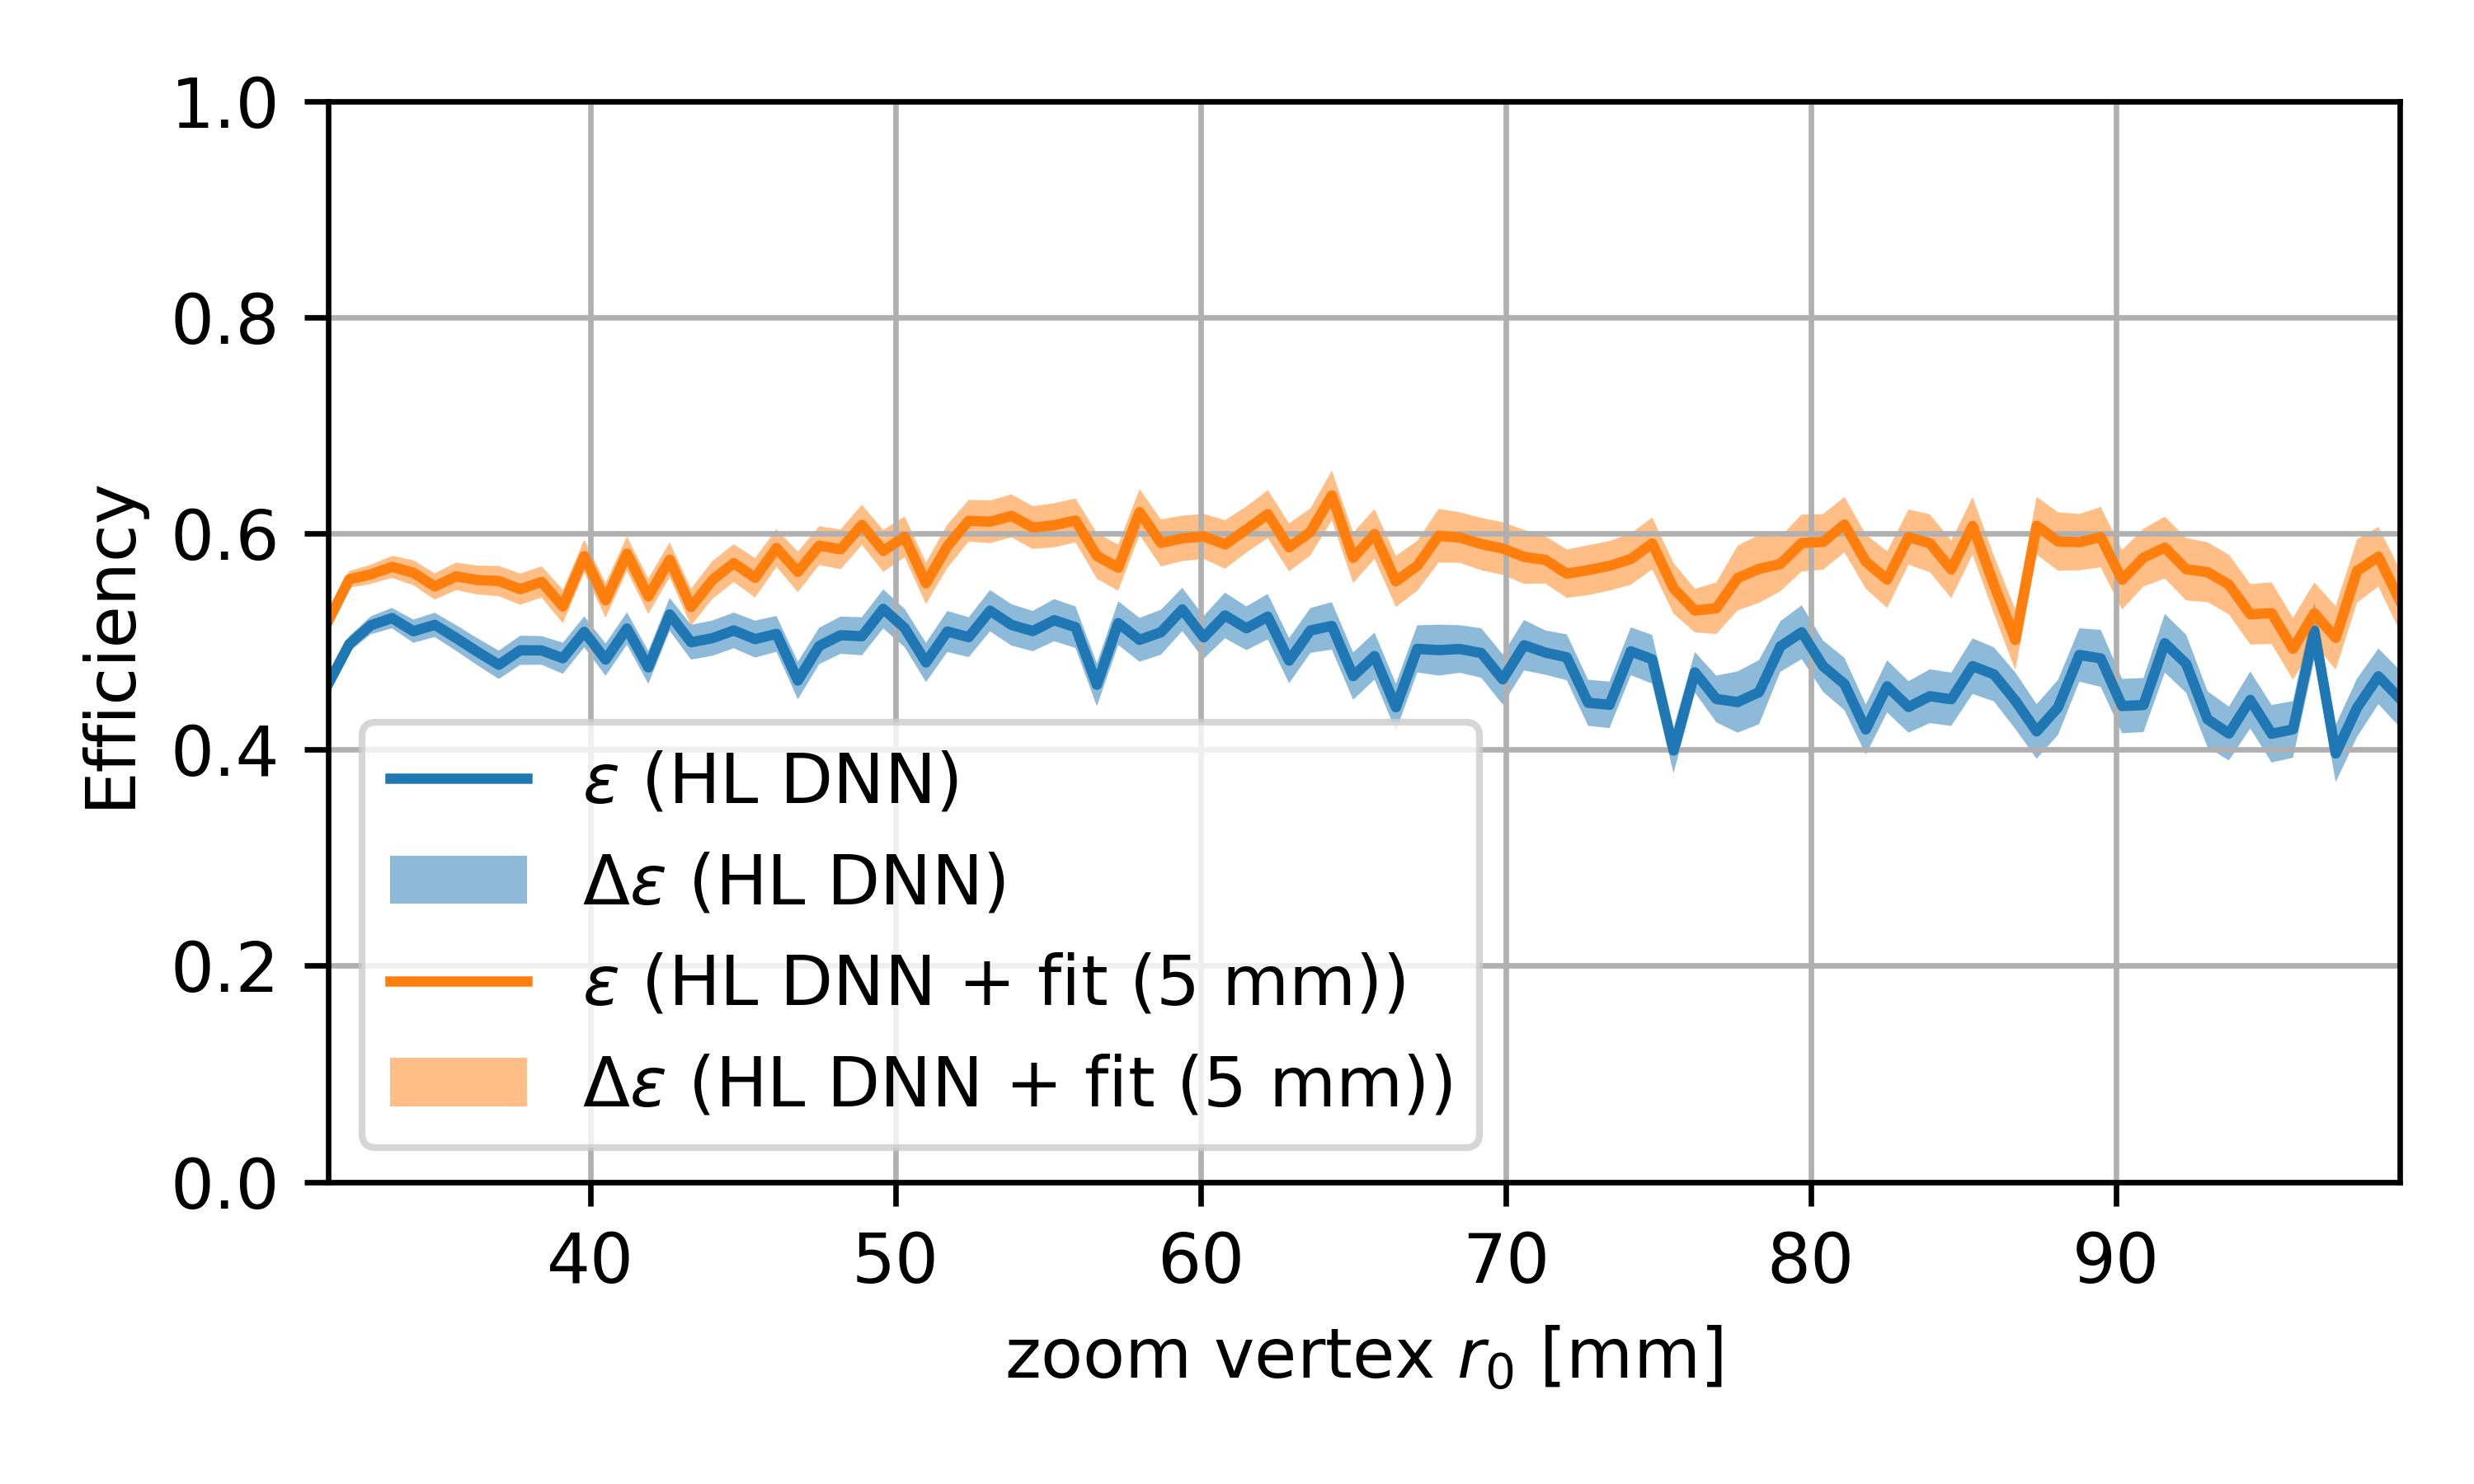 1.0
0.8
0.6
0.4
0.2
0.0
Efficiency
ε (HL DNN)
Δε (HL DNN)
ε (HL DNN + fit (5 mm))
Δε (HL DNN + fit (5 mm))
40 50 60 70 80 90
zoom vertex r₀ [mm]